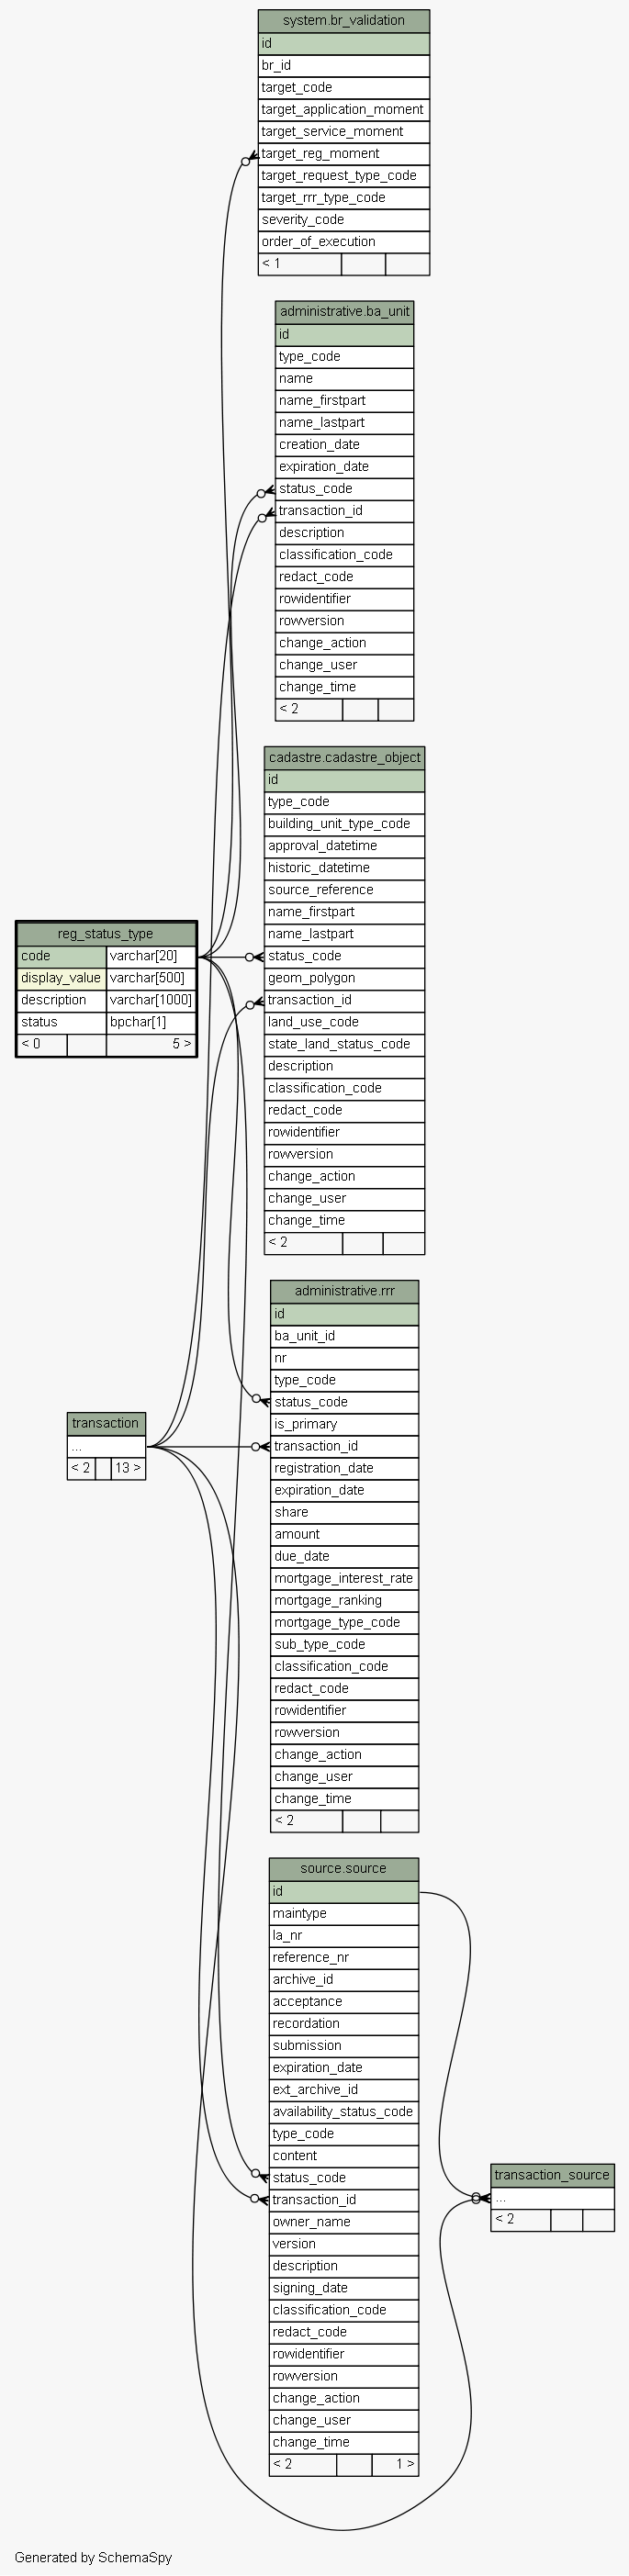 system.br_validation
id
br_id
target_code
target_application_moment
target_service_moment
target_reg_moment
target_request_type_code
target_rrr_type_code
severity_code
order_of_execution
< 1
administrative.ba_unit
id
type_code
name
name_firstpart
name_lastpart
creation_date
expiration_date
status_code
transaction_id
description
classification_code
redact_code
rowidentifier
rowversion
change_action
change_user
change_time
< 2
cadastre.cadastre_object
id
type_code
building_unit_type_code
approval_datetime
historic_datetime
source_reference
name_firstpart
name_lastpart
status_code
geom_polygon
transaction_id
land_use_code
state_land_status_code
description
classification_code
redact_code
rowidentifier
rowversion
change_action
change_user
change_time
< 2
reg_status_type
code varchar[20]
display_value varchar[500]
description varchar[1000]
status bpchar[1]
< 0 5 >
administrative.rrr
id
ba_unit_id
nr
type_code
status_code
is_primary
transaction_id
registration_date
expiration_date
share
amount
due_date
mortgage_interest_rate
mortgage_ranking
mortgage_type_code
sub_type_code
classification_code
redact_code
rowidentifier
rowversion
change_action
change_user
change_time
< 2
transaction
...
< 2 13 >
source.source
id
maintype
la_nr
reference_nr
archive_id
acceptance
recordation
submission
expiration_date
ext_archive_id
availability_status_code
type_code
content
status_code
transaction_id
owner_name
version
description
signing_date
classification_code
redact_code
rowidentifier
rowversion
change_action
change_user
change_time
< 2 1 >
transaction_source
...
< 2
Generated by SchemaSpy